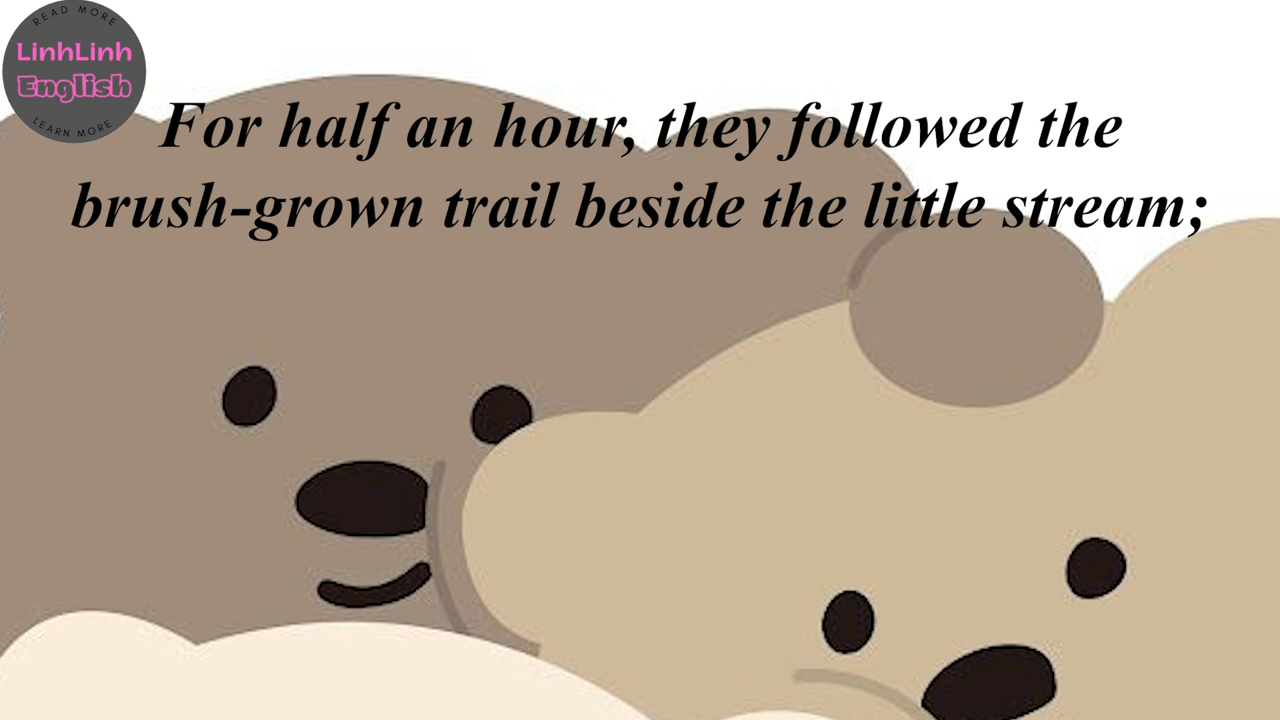 READ MORE
LinhLinh
English
LEARN MORE
For half an hour, they followed the
brush-grown trail beside the little stream;